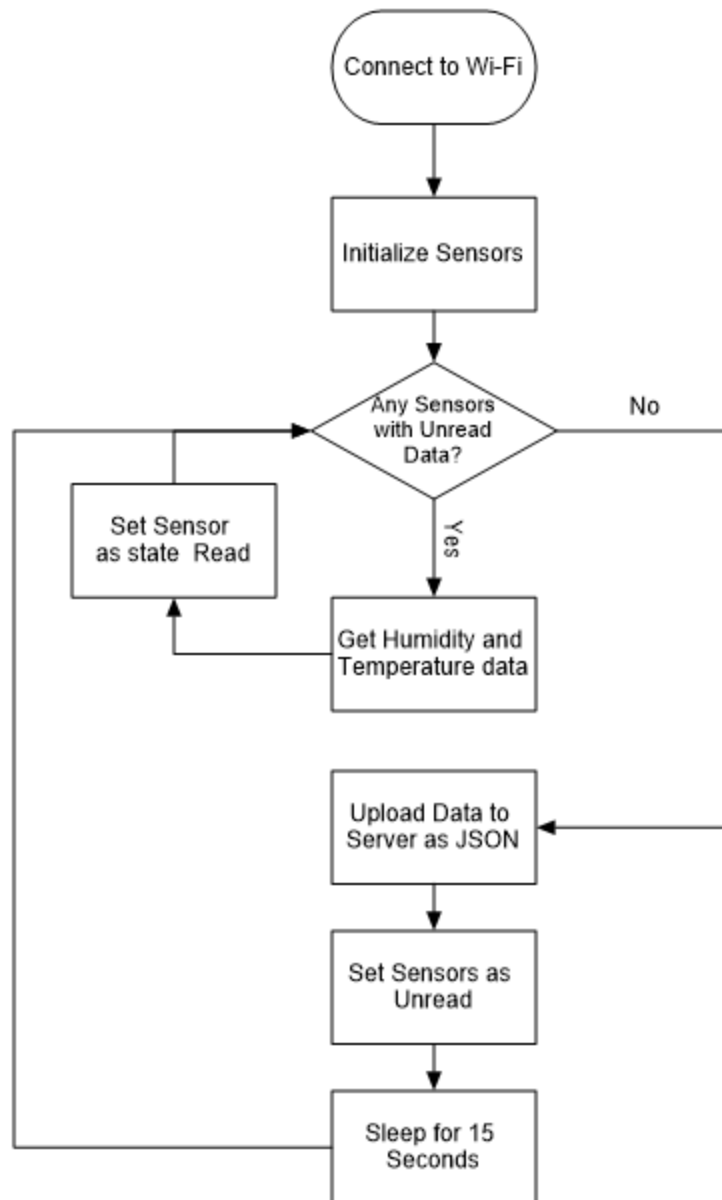 Connect to Wi-Fi
Initialize Sensors
Any Sensors
with Unread
Data?
No
Yes
Set Sensor
as state  Read
Get Humidity and
Temperature data
Upload Data to
Server as JSON
Set Sensors as
Unread
Sleep for 15
Seconds